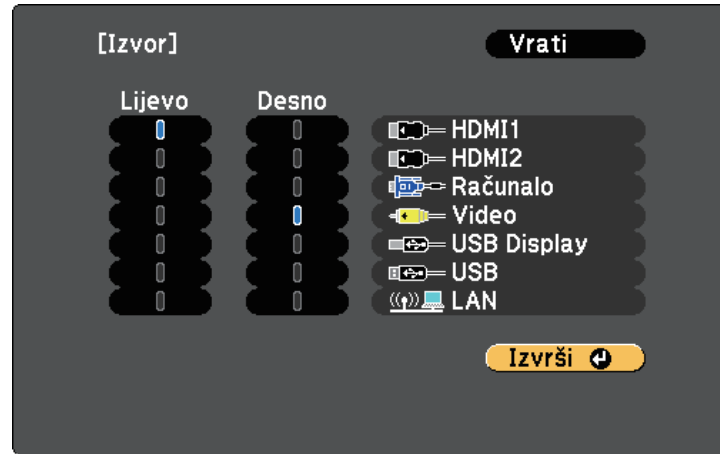 [Izvor] Vrati
Lijevo Desno
HDMI1
HDMI2
Računalo
Video
USB Display
USB
LAN
Izvrši